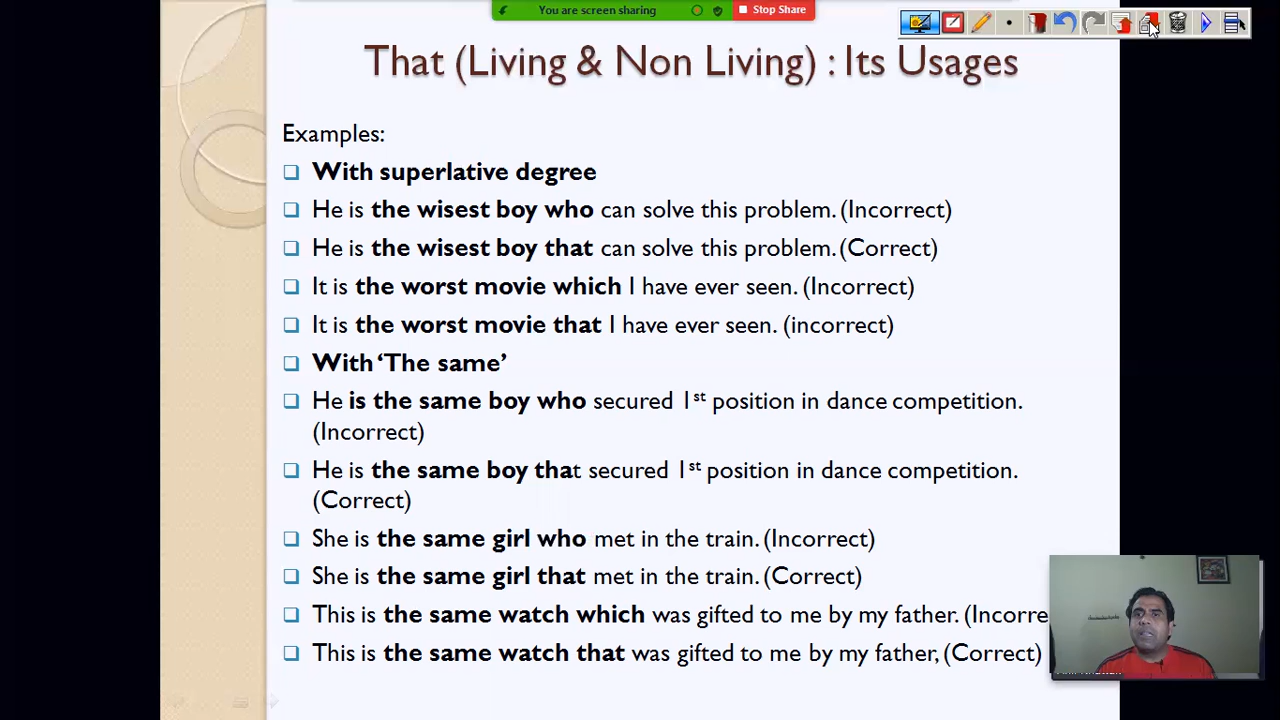 You are screen sharing
Stop Share
That (Living & Non Living) : Its Usages
Examples:
❑ With superlative degree
❑ He is the wisest boy who can solve this problem. (Incorrect)
❑ He is the wisest boy that can solve this problem. (Correct)
❑ It is the worst movie which I have ever seen. (Incorrect)
❑ It is the worst movie that I have ever seen. (incorrect)
❑ With ‘The same’
❑ He is the same boy who secured 1st position in dance competition.
(Incorrect)
❑ He is the same boy that secured 1st position in dance competition.
(Correct)
❑ She is the same girl who met in the train. (Incorrect)
❑ She is the same girl that met in the train. (Correct)
❑ This is the same watch which was gifted to me by my father. (Incorre
❑ This is the same watch that was gifted to me by my father, (Correct)